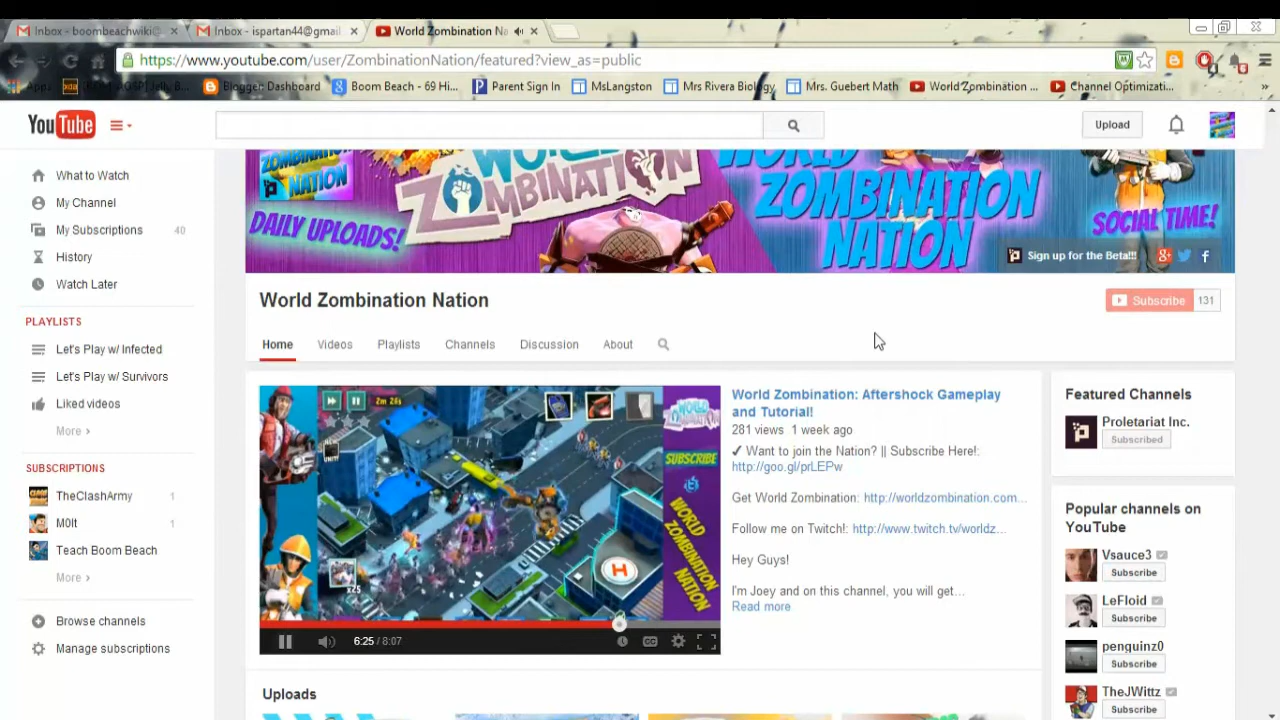 Inbox - boombeachwiki@
Inbox - ispartan44@gmail
World Zombination Na
https://www.youtube.com/user/ZombinationNation/featured?view_as=public
Apps
Blogger: Dashboard
Boom Beach - 69 Hi...
Parent Sign In
MsLangston
Mrs Rivera Biology
Mrs. Guebert Math
World Zombination ...
Channel Optimizati...
»
YouTube
Upload
What to Watch
My Channel
My Subscriptions 40
History
Watch Later
PLAYLISTS
Let's Play w/ Infected
Let's Play w/ Survivors
Liked videos
More ›
SUBSCRIPTIONS
TheClashArmy 1
M0lt 1
Teach Boom Beach
More ›
Browse channels
Manage subscriptions
ZOMBINATION
NATION
DAILY UPLOADS!
WORLD
ZOMBINATION
WORLD
ZOMBINATION
NATION
SOCIAL TIME!
Sign up for the Beta!!!
World Zombination Nation
Subscribe 131
Home Videos Playlists Channels Discussion About
2m 26s
x25
WORLD
ZOMBINATION
SUBSCRIBE
WORLD ZOMBINATION NATION
H
6:25 / 8:07
CC
World Zombination: Aftershock Gameplay
and Tutorial!
281 views 1 week ago
✓ Want to join the Nation? || Subscribe Here!:
http://goo.gl/prLEPw
Get World Zombination: http://worldzombination.com...
Follow me on Twitch!: http://www.twitch.tv/worldz...
Hey Guys!
I'm Joey and on this channel, you will get...
Read more
Uploads
Featured Channels
Proletariat Inc.
Subscribed
Popular channels on
YouTube
Vsauce3
Subscribe
LeFloid
Subscribe
penguinz0
Subscribe
TheJWittz
Subscribe